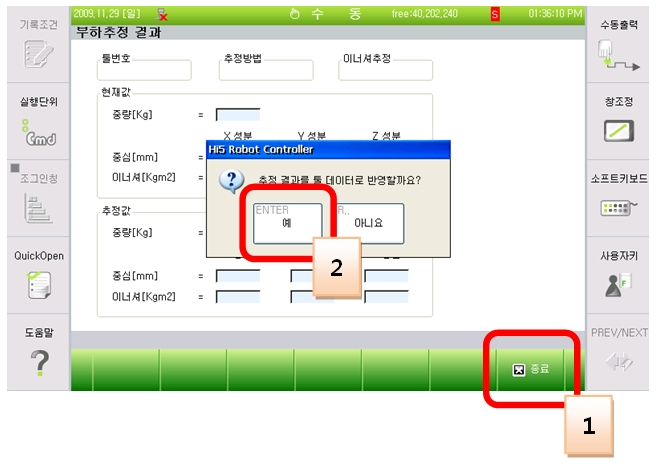 기록조건
실행단위
Cmd
조그인칭
QuickOpen
도움말
2009.11.29 [일] 수 동 free:40,202,240 S 01:36:10 PM
부하추정 결과
툴번호 추정방법 이너셔추정
현재값
중량[Kg] =
X 성분 Y 성분 Z 성분
중심[mm] =
이너셔[Kgm2] =
Hi5 Robot Controller
추정 결과를 툴 데이터로 반영할까요?
ENTER
예
R..
아니요
추정값
중량[Kg] =
중심[mm] =
이너셔[Kgm2] =
2
종료
1
수동출력
창조정
소프트키보드
사용자키
F
PREV/NEXT